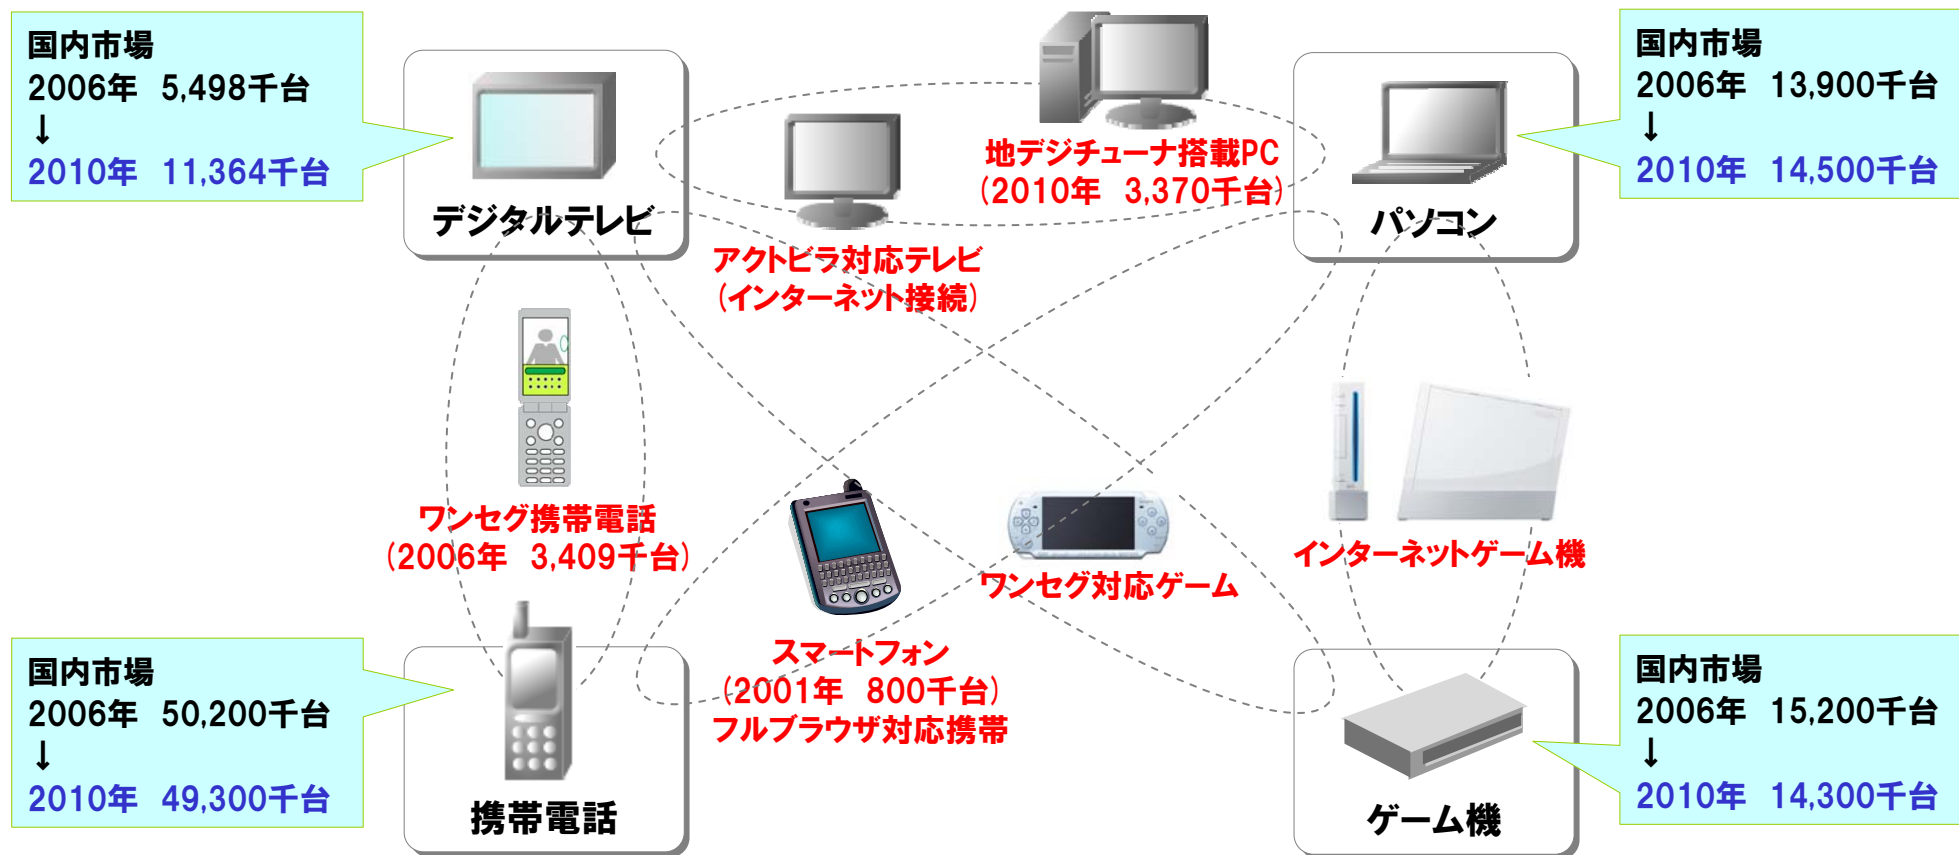 国内市場
2006年 5,498千台
↓
2010年 11,364千台
デジタルテレビ
アクトビラ対応テレビ
(インターネット接続)
地デジチューナ搭載PC
(2010年 3,370千台)
パソコン
国内市場
2006年 13,900千台
↓
2010年 14,500千台
ワンセグ携帯電話
(2006年 3,409千台)
ワンセグ対応ゲーム
インターネットゲーム機
国内市場
2006年 50,200千台
↓
2010年 49,300千台
携帯電話
スマートフォン
(2001年 800千台)
フルブラウザ対応携帯
ゲーム機
国内市場
2006年 15,200千台
↓
2010年 14,300千台